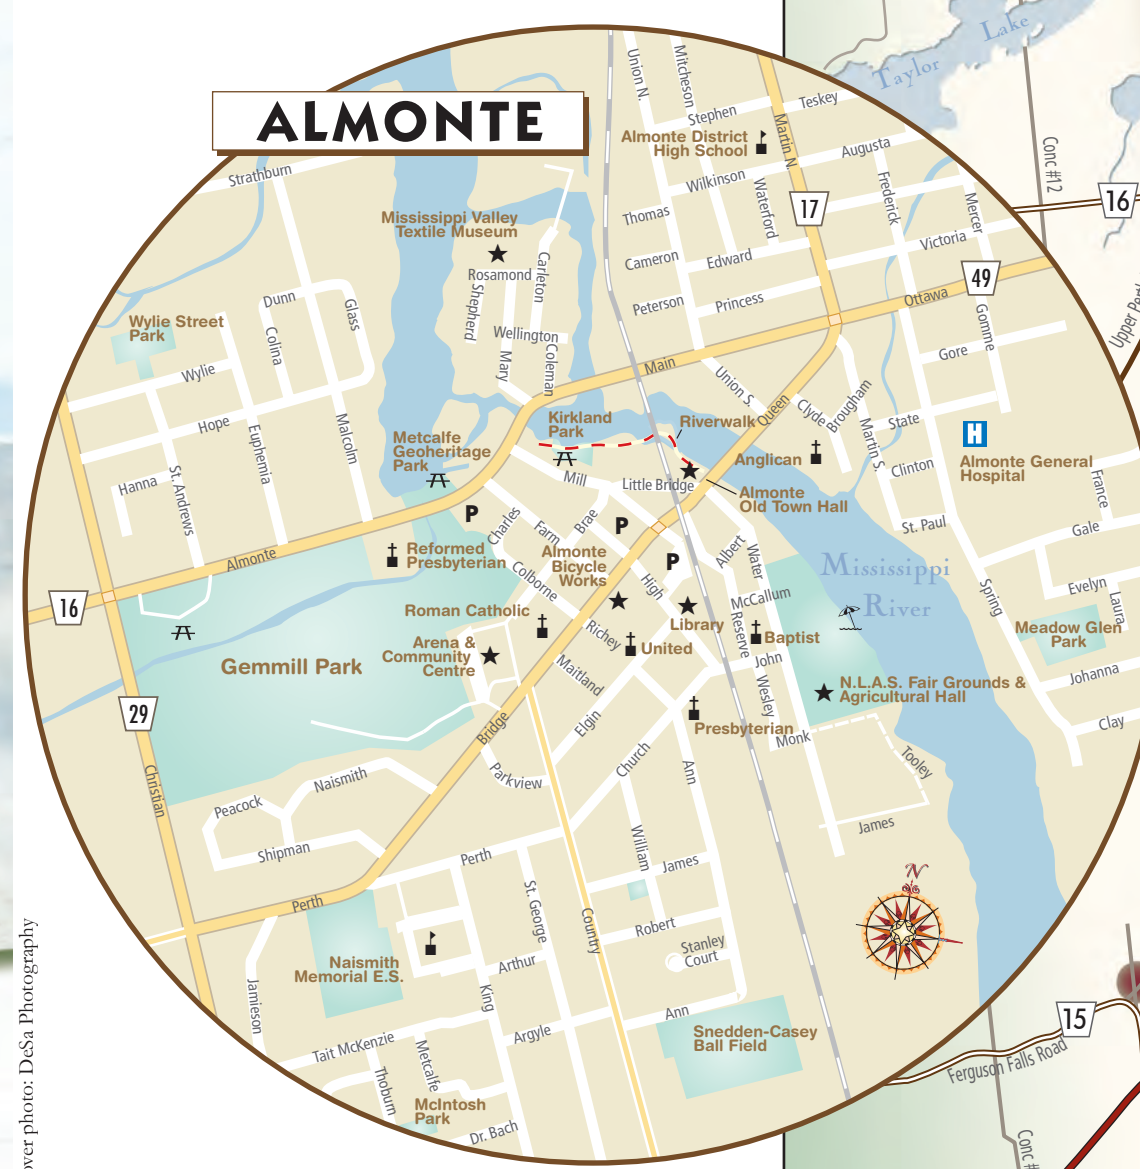 ALMONTE
Taylor
Lake
Conc #12
16
Upper
Union N.
Mitcheson
Stephen
Teskey
Almonte District
High School
Martin N.
Augusta
Wilkinson
Waterford
Frederick
Mercer
17
Strathburn
Thomas
Victoria
Mississippi Valley
Textile Museum
Rosamond
Carleton
Shepherd
Cameron
Edward
49
Ottawa
Peterson
Princess
Gomme
Dunn
Glass
Colina
Wylie Street
Park
Wylie
Wellington
Coleman
Mary
Main
Gore
Union S.
Queen
Clyde
Brougham
Martin S.
State
Hope
Euphemia
Malcolm
Kirkland
Park
Riverwalk
Metcalfe
Geoheritage
Park
Anglican
H
Almonte General
Hospital
Clinton
France
Hanna
St. Andrews
Mill
Little Bridge
Almonte
Old Town Hall
P
P
P
Charles
Farm
Brae
St. Paul
Gale
Almonte
Reformed
Presbyterian
Almonte
Bicycle
Works
Albert
Water
Mississippi
River
Colborne
High
McCallum
Spring
Evelyn
Laura
16
Roman Catholic
Library
Reserve
Baptist
Meadow Glen
Park
Arena &
Community
Centre
Richey
United
John
Gemmill Park
Maitland
Wesley
N.L.A.S. Fair Grounds &
Agricultural Hall
Johanna
29
Bridge
Elgin
Presbyterian
Monk
Clay
Church
Ann
Tooley
Christian
Naismith
Parkview
Peacock
James
Shipman
Perth
William
James
N
Perth
St. George
Country
Robert
Stanley
Court
Naismith
Memorial E.S.
Arthur
Jamieson
King
Ann
Argyle
Snedden-Casey
Ball Field
15
Ferguson Falls Road
Tait McKenzie
Metcalfe
Thoburn
McIntosh
Park
Dr. Bach
Conc #
over photo: DeSa Photography